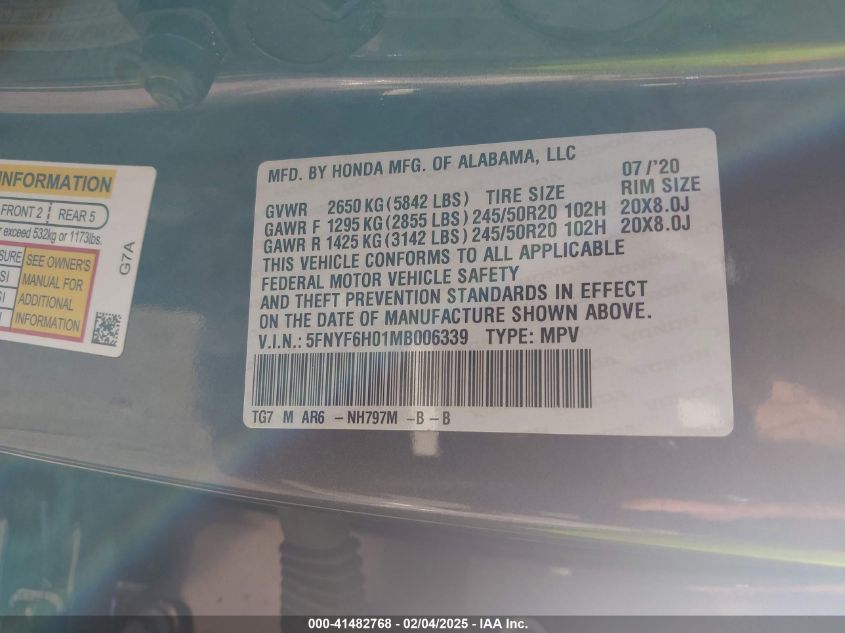 INFORMATION
FRONT 2 | REAR 5
exceed 532kg or 1173lbs.
SEE OWNER'S
MANUAL FOR
ADDITIONAL
INFORMATION
G7A
MFD. BY HONDA MFG. OF ALABAMA, LLC 07/'20
GVWR 2650 KG (5842 LBS) TIRE SIZE RIM SIZE
GAWR F 1295 KG (2855 LBS) 245/50R20 102H 20X8.0J
GAWR R 1425 KG (3142 LBS) 245/50R20 102H 20X8.0J
THIS VEHICLE CONFORMS TO ALL APPLICABLE
FEDERAL MOTOR VEHICLE SAFETY
AND THEFT PREVENTION STANDARDS IN EFFECT
ON THE DATE OF MANUFACTURE SHOWN ABOVE.
V.I.N.: 5FNYF6H01MB006339 TYPE: MPV
TG7 M AR6 -NH797M -B-B
000-41482768 - 02/04/2025 - IAA Inc.